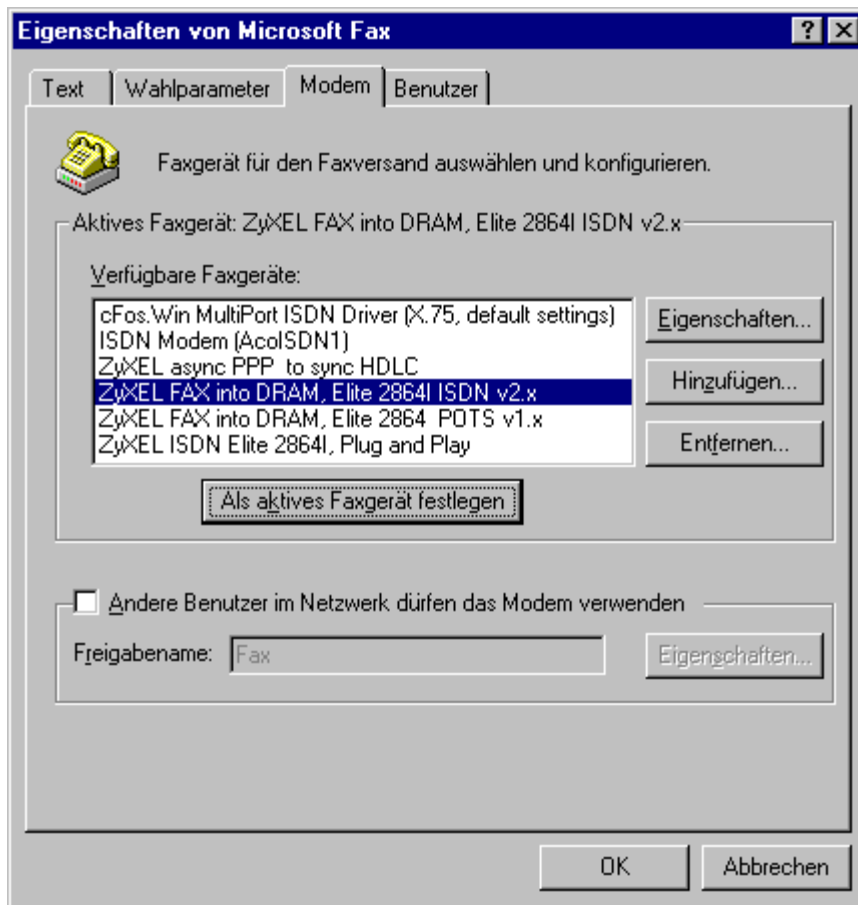 Eigenschaften von Microsoft Fax
Text Wahlparameter Modem Benutzer
Faxgerät für den Faxversand auswählen und konfigurieren.
Aktives Faxgerät: ZyXEL FAX into DRAM, Elite 2864I ISDN v2.x
Verfügbare Faxgeräte:
cFos.Win MultiPort ISDN Driver (X.75, default settings)
ISDN Modem (AcoISDN1)
ZyXEL async PPP to sync HDLC
ZyXEL FAX into DRAM, Elite 2864I ISDN v2.x
ZyXEL FAX into DRAM, Elite 2864 POTS v1.x
ZyXEL ISDN Elite 2864I, Plug and Play
Eigenschaften...
Hinzufügen...
Entfernen...
Als aktives Faxgerät festlegen
Andere Benutzer im Netzwerk dürfen das Modem verwenden
Freigabename: Fax Eigenschaften...
OK Abbrechen